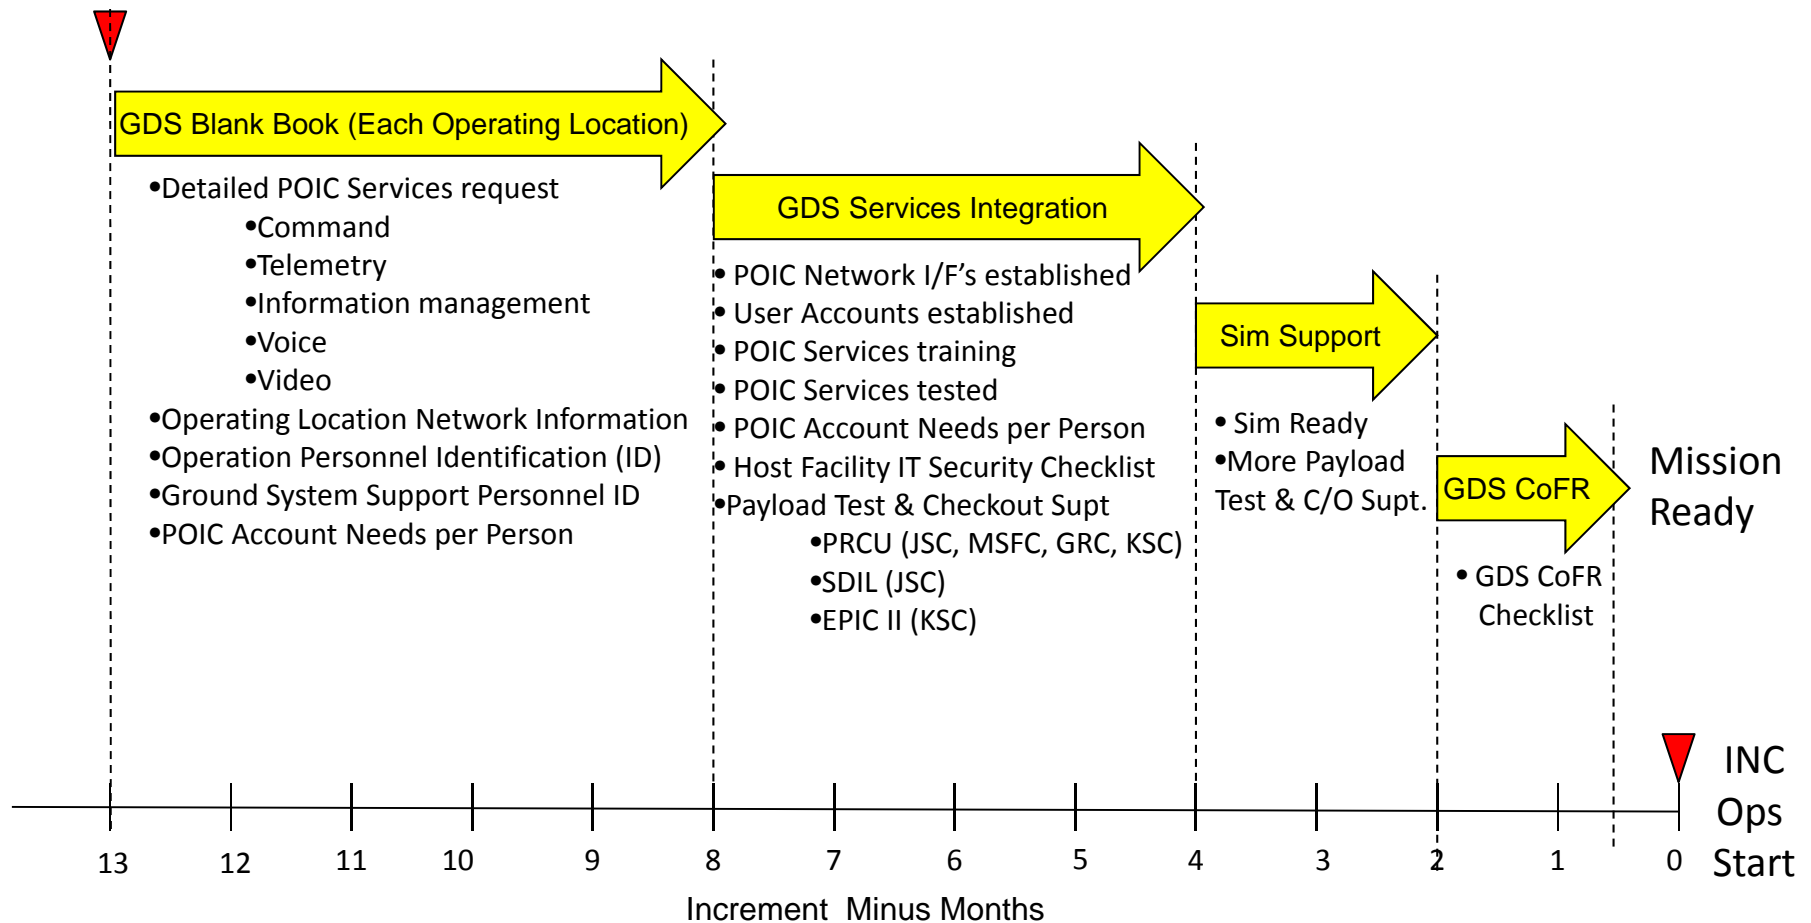 GDS Blank Book (Each Operating Location)
•Detailed POIC Services request
•Command
•Telemetry
•Information management
•Voice
•Video
•Operating Location Network Information
•Operation Personnel Identification (ID)
•Ground System Support Personnel ID
•POIC Account Needs per Person
GDS Services Integration
• POIC Network I/F's established
• User Accounts established
• POIC Services training
• POIC Services tested
• POIC Account Needs per Person
• Host Facility IT Security Checklist
•Payload Test & Checkout Supt
•PRCU (JSC, MSFC, GRC, KSC)
•SDIL (JSC)
•EPIC II (KSC)
Sim Support
• Sim Ready
•More Payload
Test & C/O Supt.
GDS CoFR
• GDS CoFR
Checklist
Mission
Ready
INC
Ops
Start
13 12 11 10 9 8 7 6 5 4 3 2 1 0
Increment Minus Months